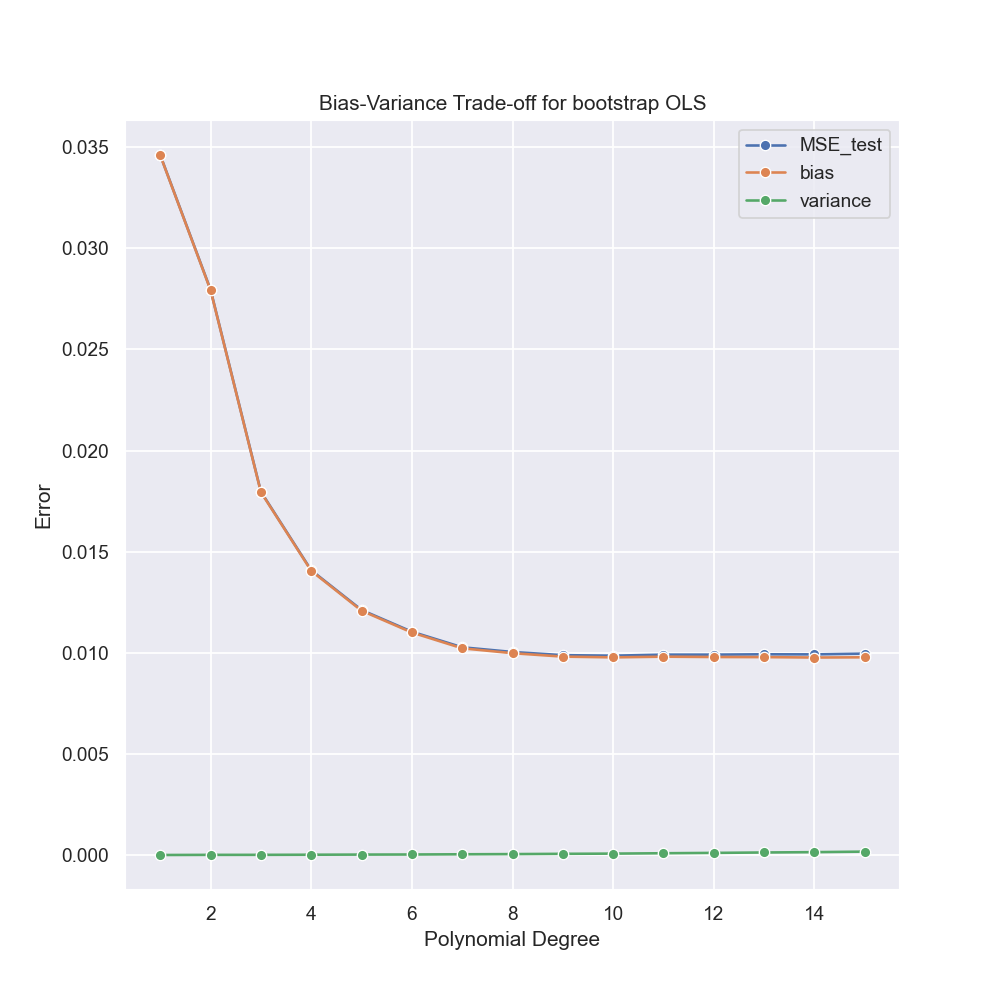 Bias-Variance Trade-off for bootstrap OLS
MSE_test
bias
variance
0.035
0.030
0.025
0.020
0.015
0.010
0.005
0.000
Error
2 4 6 8 10 12 14
Polynomial Degree